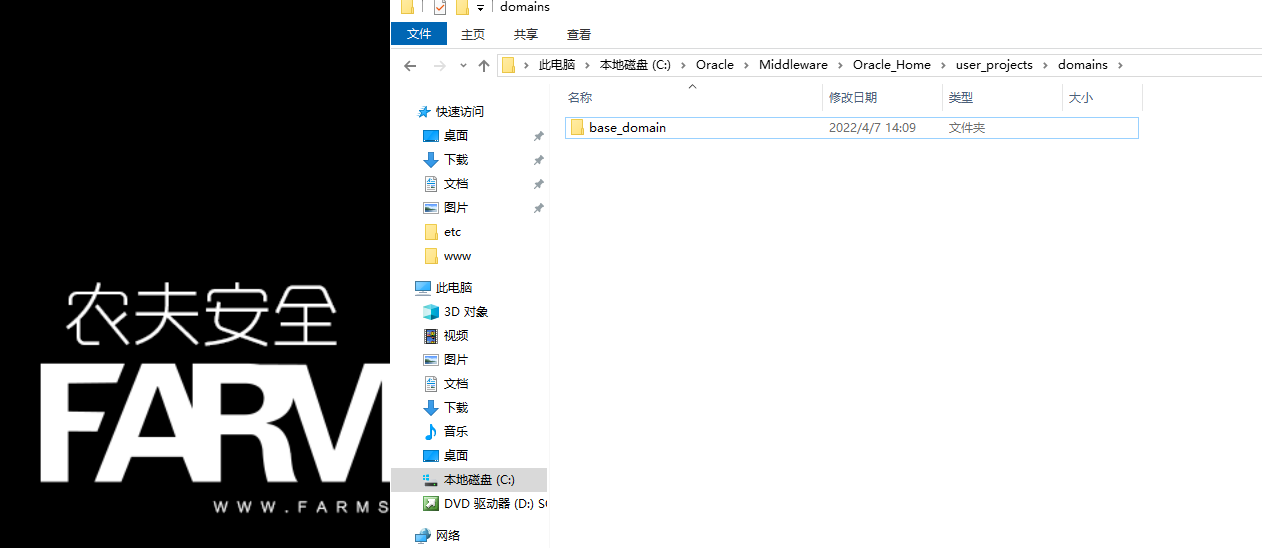 domains
文件 主页 共享 查看
此电脑 本地磁盘 (C:) Oracle Middleware Oracle_Home user_projects domains
名称 修改日期 类型 大小
base_domain 2022/4/7 14:09 文件夹
快速访问
桌面
下载
文档
图片
etc
www
此电脑
3D 对象
视频
图片
文档
下载
音乐
桌面
本地磁盘 (C:)
DVD 驱动器 (D:)
网络
农夫安全
FARM
WWW.FARMS